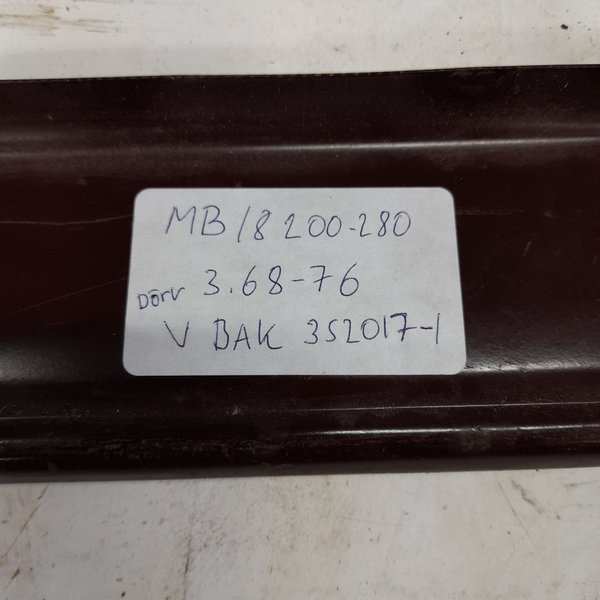 MB /8 200-280
Dörr 3.68-76
V BAK 352017-1